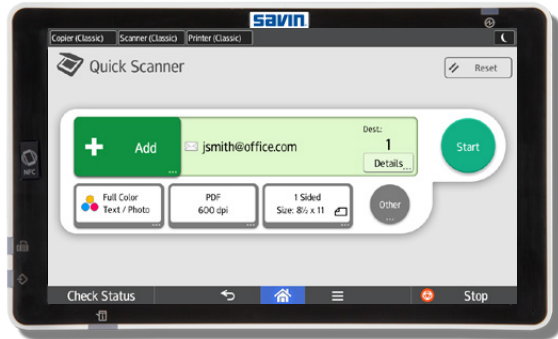 savin
Copier (Classic) Scanner (Classic) Printer (Classic)
Quick Scanner
Reset
Add
jsmith@office.com
Dest.:
1
Details...
Start
Full Color
Text / Photo
PDF
600 dpi
1 Sided
Size: 8½ x 11
Other
NFC
Check Status
Stop